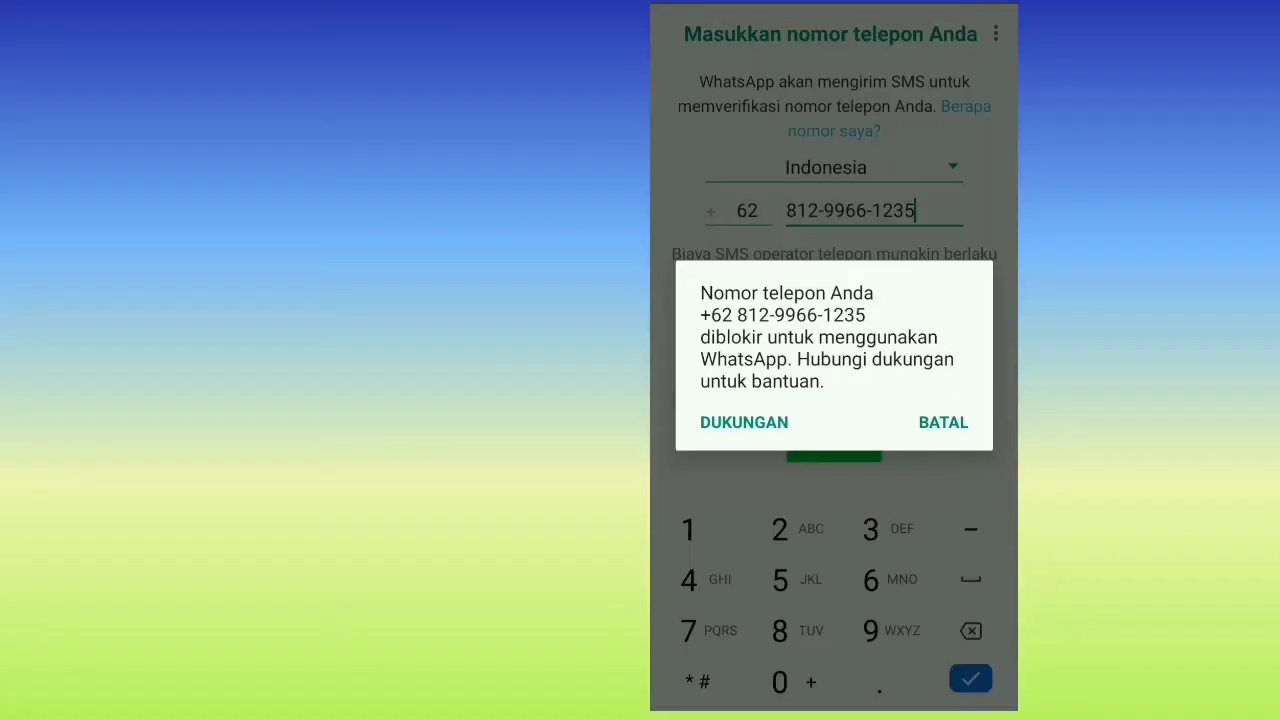 Masukkan nomor telepon Anda
WhatsApp akan mengirim SMS untuk
memverifikasi nomor telepon Anda. Berapa
nomor saya?
Indonesia
+ 62 812-9966-1235
Biaya SMS operator telepon mungkin berlaku
Nomor telepon Anda
+62 812-9966-1235
diblokir untuk menggunakan
WhatsApp. Hubungi dukungan
untuk bantuan.
DUKUNGAN BATAL
1 2 ABC 3 DEF -
4 GHI 5 JKL 6 MNO
7 PQRS 8 TUV 9 WXYZ
* # 0 + .